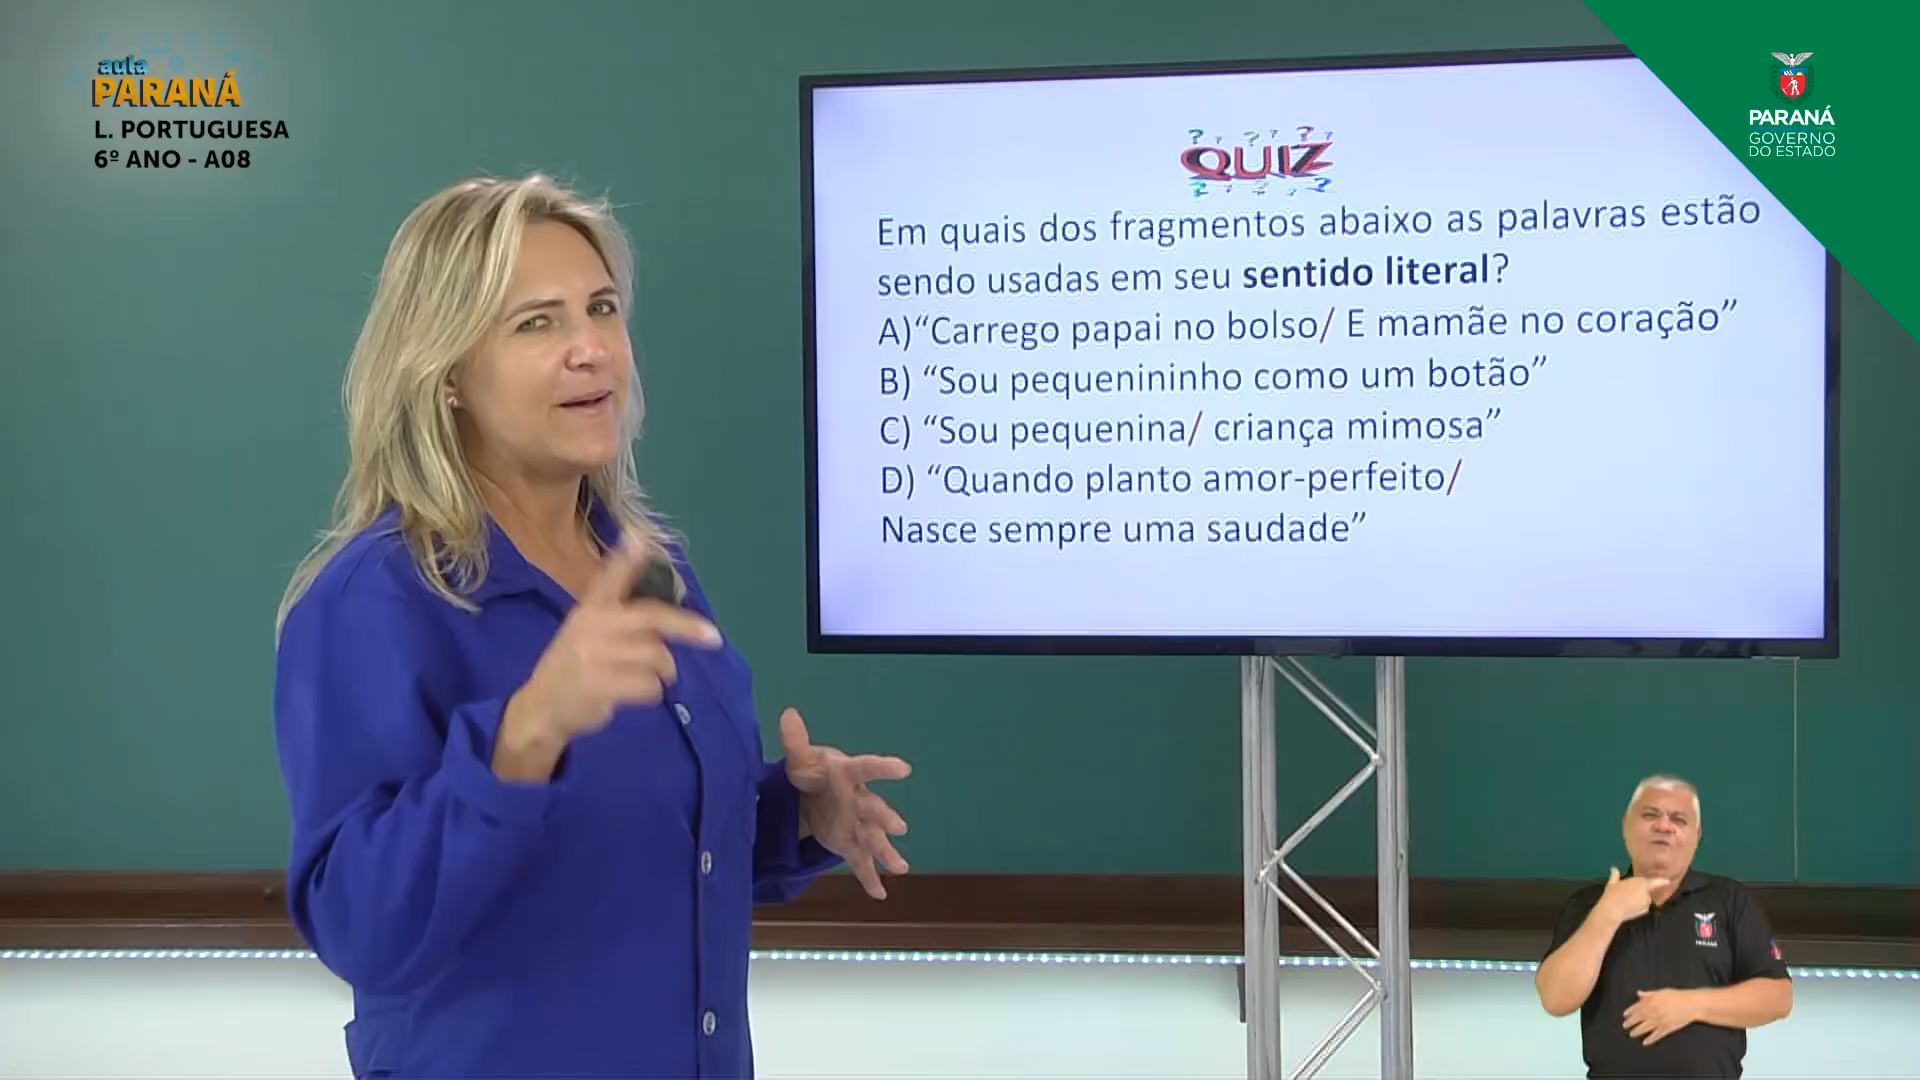 aula
PARANÁ
L. PORTUGUESA
6º ANO - A08
PARANÁ
GOVERNO
DO ESTADO
QUIZ
Em quais dos fragmentos abaixo as palavras estão
sendo usadas em seu sentido literal?
A)“Carrego papai no bolso/ E mamãe no coração”
B) “Sou pequenininho como um botão”
C) “Sou pequenina/ criança mimosa”
D) “Quando planto amor-perfeito/
Nasce sempre uma saudade”
PARANÁ